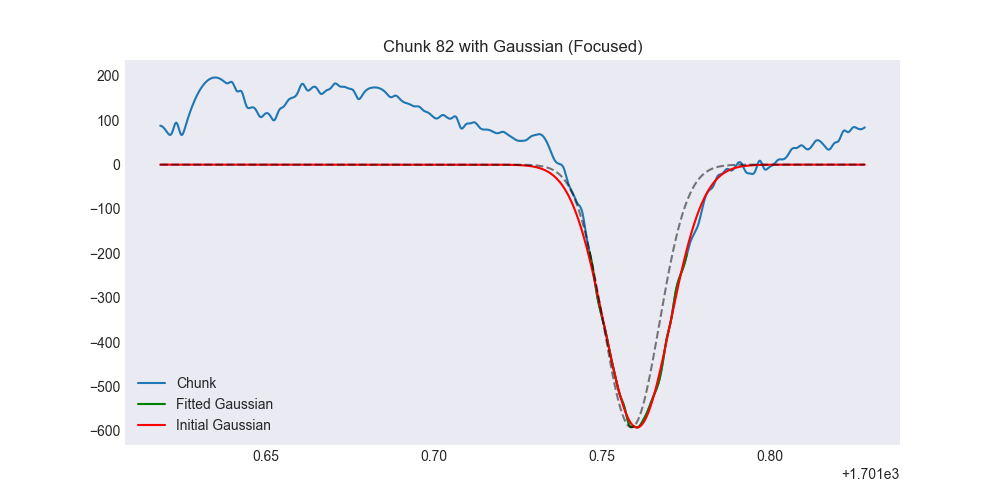 Chunk 82 with Gaussian (Focused)
200
100
0
−100
−200
−300
−400
−500
−600
Chunk
Fitted Gaussian
Initial Gaussian
0.65 0.70 0.75 0.80
+1.701e3